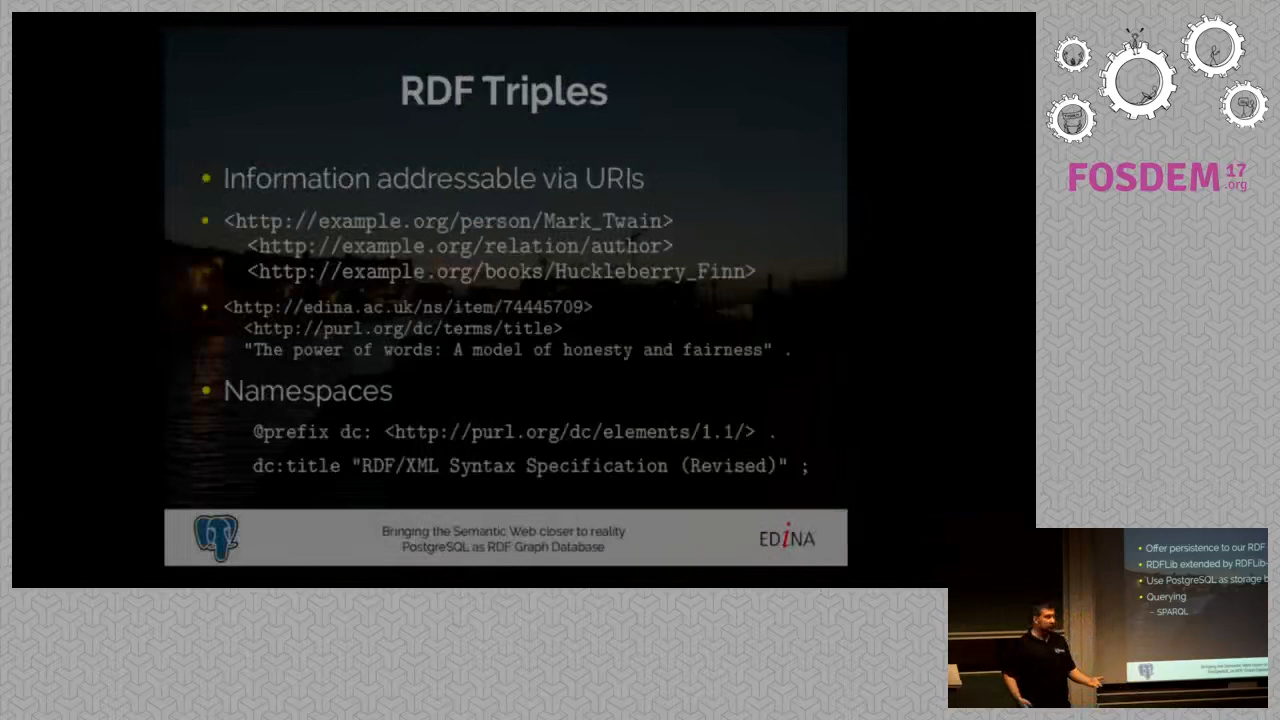 RDF Triples
Information addressable via URIs
<http://example.org/person/Mark_Twain>
<http://example.org/relation/author>
<http://example.org/books/Huckleberry_Finn>
<http://edina.ac.uk/ns/item/74445709>
<http://purl.org/dc/terms/title>
"The power of words: A model of honesty and fairness" .
Namespaces
@prefix dc: <http://purl.org/dc/elements/1.1/> .
dc:title "RDF/XML Syntax Specification (Revised)" ;
Bringing the Semantic Web closer to reality
PostgreSQL as RDF Graph Database
EDINA
FOSDEM 17
.org
Offer persistence to our RDF
RDFLib extended by RDFLib-
Use PostgreSQL as storage
Querying
– SPARQL